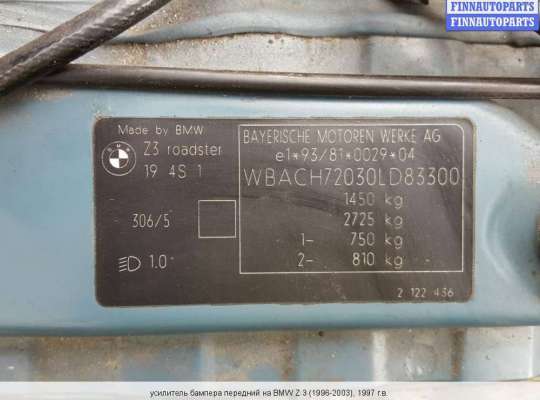 FINNAUTOPARTS
FINNAUTOPARTS
FINNAUTOPARTS
Made by BMW
Z3 roadster
19 4S 1
306/5
1.0
BAYERISCHE MOTOREN WERKE AG
e1*93/81*0029*04
WBACH72030LD83300
1450 kg
2725 kg
1- 750 kg
2- 810 kg
2 122 436
усилитель бампера передний на BMW Z 3 (1996-2003), 1997 г.в.